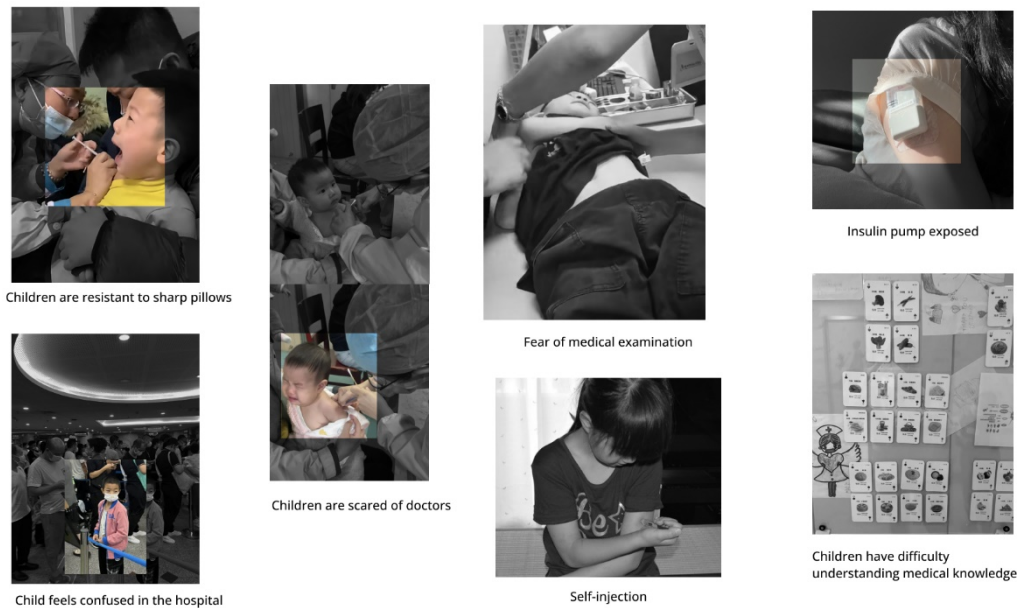 Children are resistant to sharp pillows
Child feels confused in the hospital
Children are scared of doctors
Fear of medical examination
Self-injection
Insulin pump exposed
Children have difficulty
understanding medical knowledge